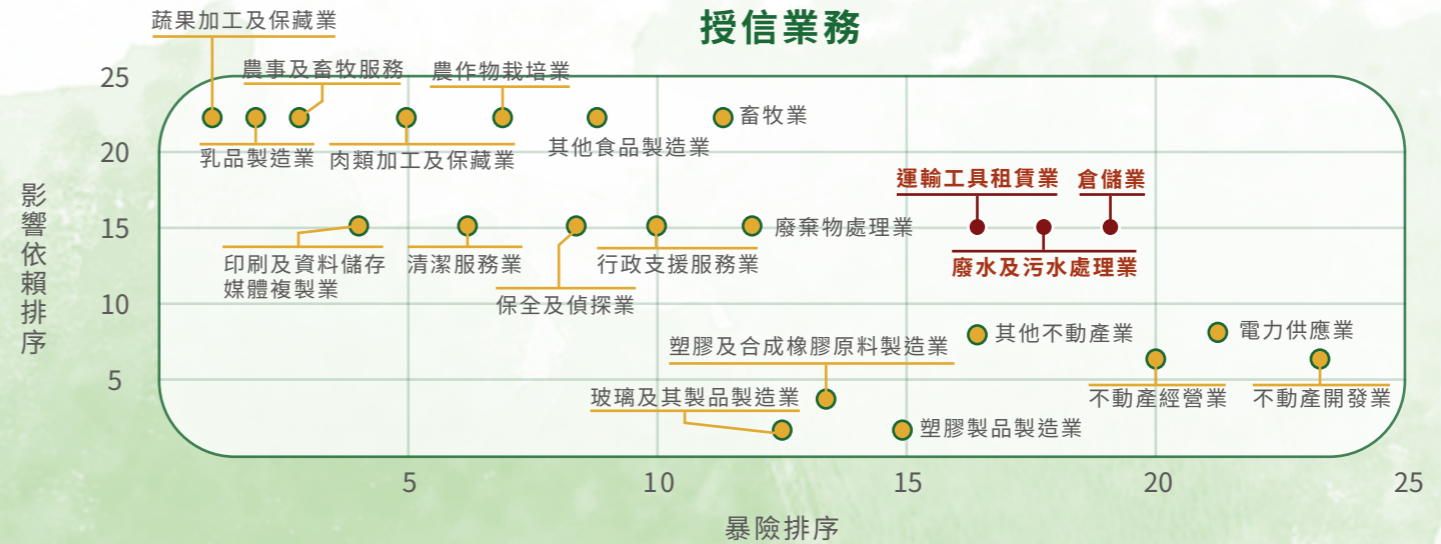 授信業務
蔬果加工及保藏業
農事及畜牧服務
農作物栽培業
畜牧業
乳品製造業
肉類加工及保藏業
其他食品製造業
運輸工具租賃業
倉儲業
廢棄物處理業
印刷及資料儲存
媒體複製業
清潔服務業
行政支援服務業
廢水及污水處理業
保全及偵探業
其他不動產業
電力供應業
塑膠及合成橡膠原料製造業
玻璃及其製品製造業
不動產經營業
不動產開發業
塑膠製品製造業
25
20
15
10
5
影響依賴排序
5
10
15
20
25
暴險排序